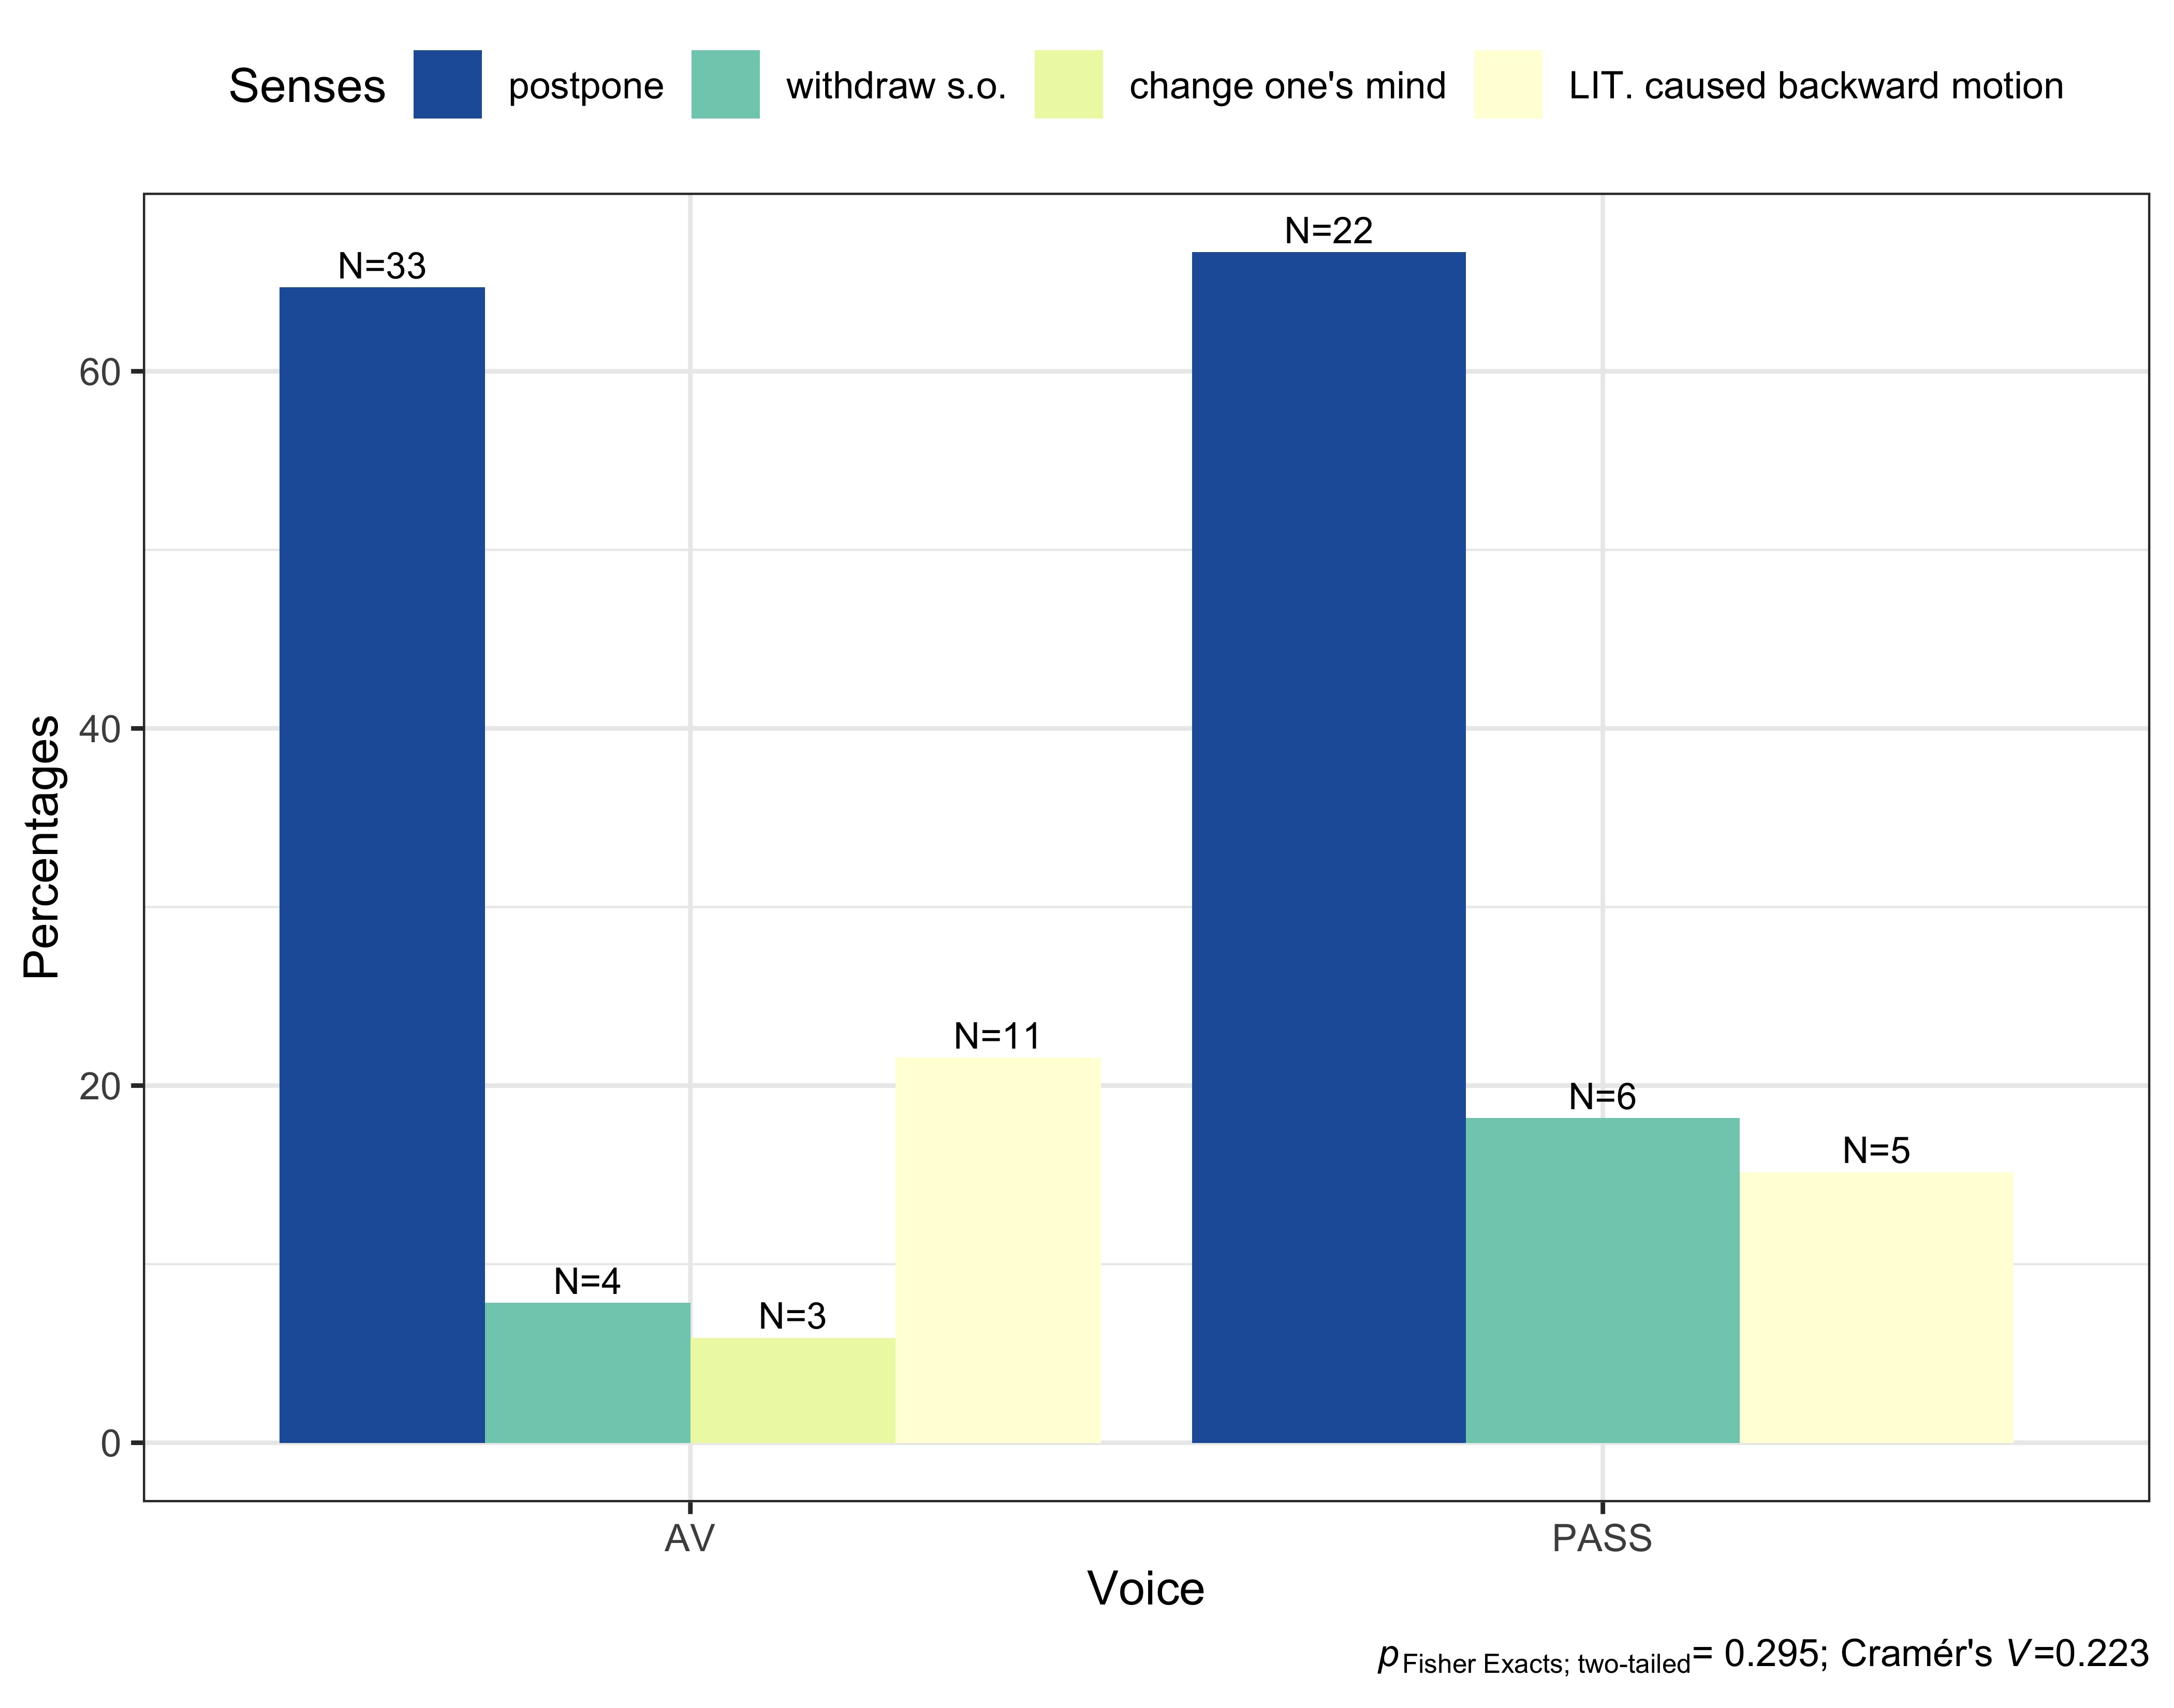 Senses postpone withdraw s.o. change one's mind LIT. caused backward motion
N=33
N=22
60
40
N=11
20
N=6
N=5
N=4
N=3
0
Percentages
AV PASS
Voice
p Fisher Exacts; two-tailed= 0.295; Cramér's V=0.223